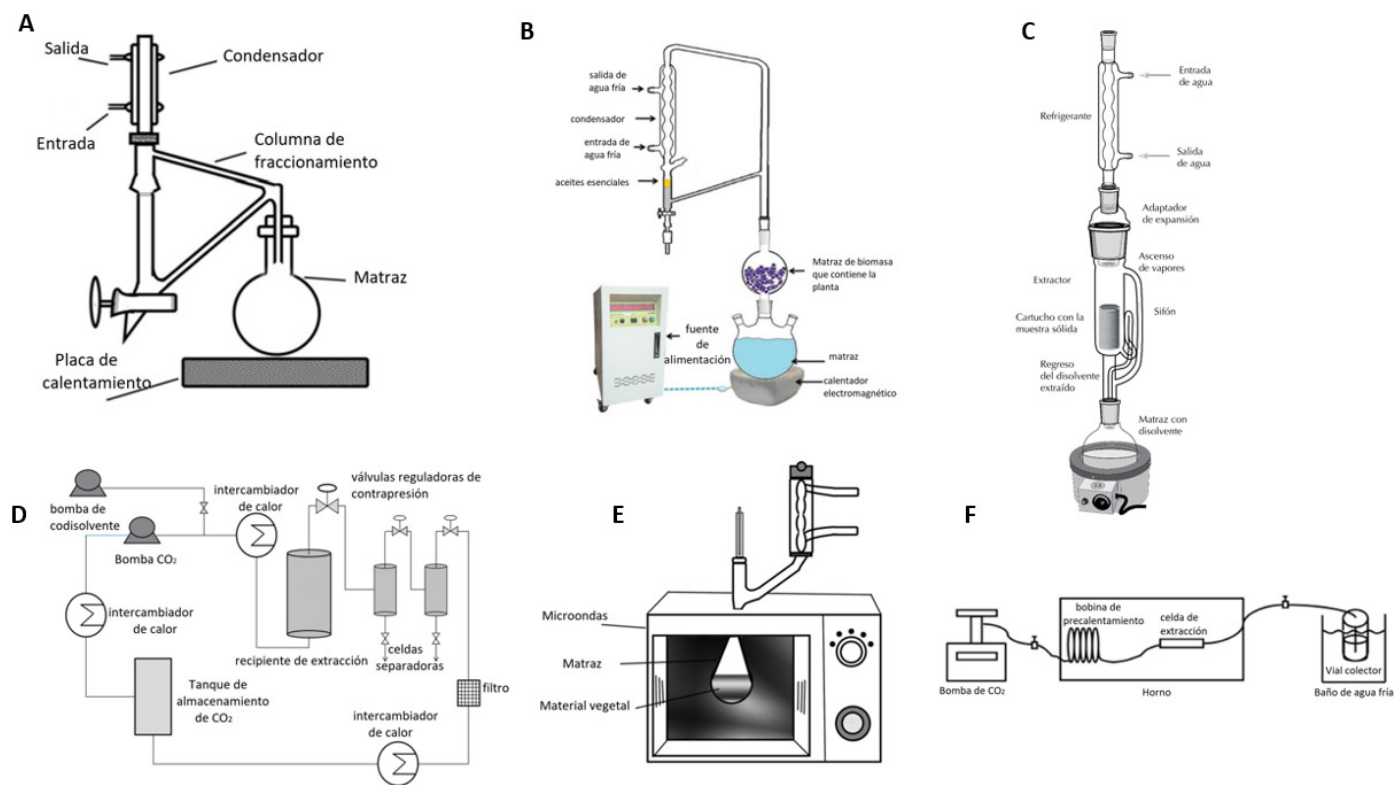 A
Salida
Condensador
Entrada
Columna de
fraccionamiento
Matraz
Placa de
calentamiento
B
salida de
agua fría
condensador
entrada de
agua fría
aceites esenciales
Matraz de biomasa
que contiene la
planta
fuente
de
alimentación
matraz
calentador
electromagnético
C
Entrada
de agua
Refrigerante
Salida
de agua
Adaptador
de expansión
Ascenso
de vapores
Extractor
Cartucho con la
muestra sólida
Sifón
Regreso
del disolvente
extraído
Matraz con
disolvente
D
bomba de
codisolvente
Bomba CO₂
intercambiador
de calor
válvulas reguladoras de
contrapresión
intercambiador
de calor
recipiente de extracción
celdas
separadoras
Tanque de
almacenamiento
de CO₂
filtro
intercambiador
de calor
E
Microondas
Matraz
Material vegetal
F
bobina de
precalentamiento
celda de
extracción
Bomba de CO₂
Horno
Vial colector
Baño de agua fría